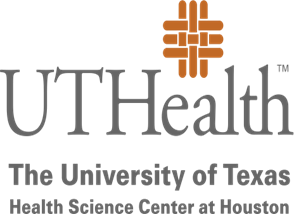 UTHealth™
The University of Texas
Health Science Center at Houston